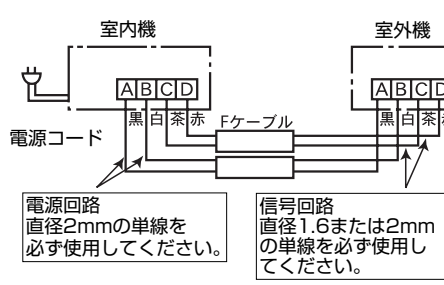 室内機
室外機
A B C D
A B C D
黒 白 茶 赤
黒 白 茶
Fケーブル
電源コード
電源回路
直径2mmの単線を
必ず使用してください。
信号回路
直径1.6または2mm
の単線を必ず使用し
てください。